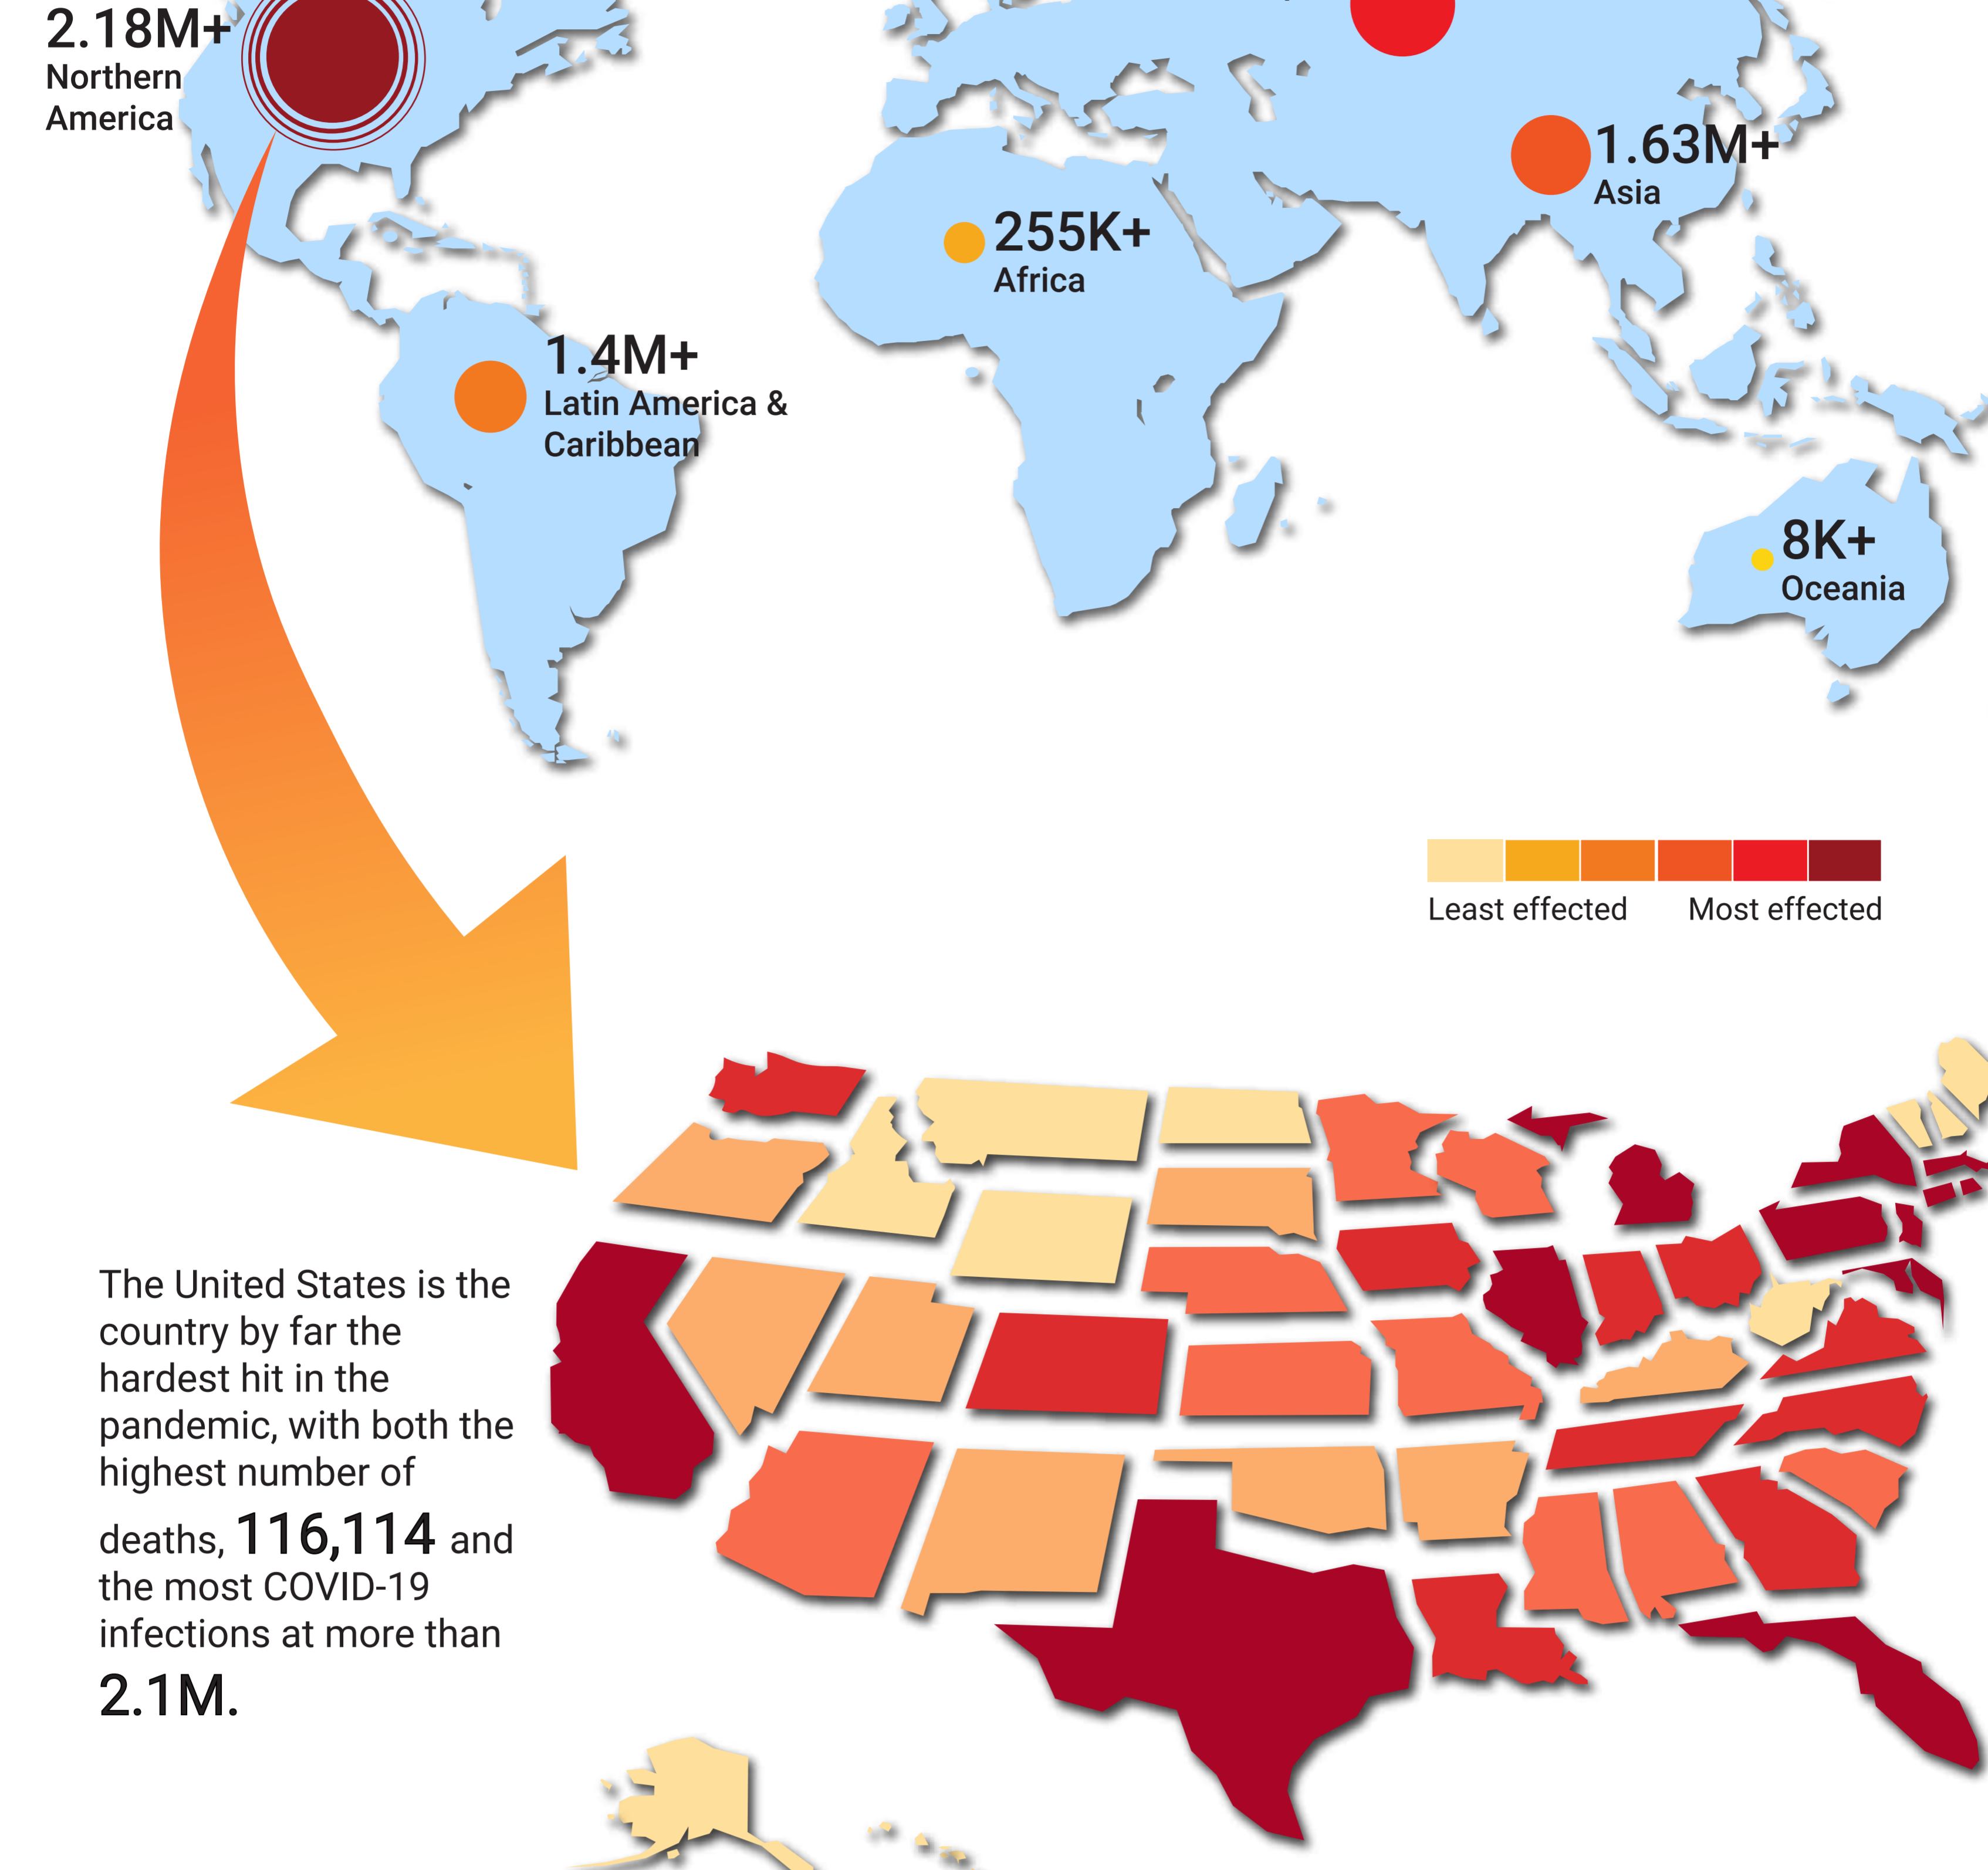 2.18M+
Northern
America
1.63M+
Asia
255K+
Africa
1.4M+
Latin America &
Caribbean
8K+
Oceania
Least effected
Most effected
The United States is the
country by far the
hardest hit in the
pandemic, with both the
highest number of
deaths, 116,114 and
the most COVID-19
infections at more than
2.1M.